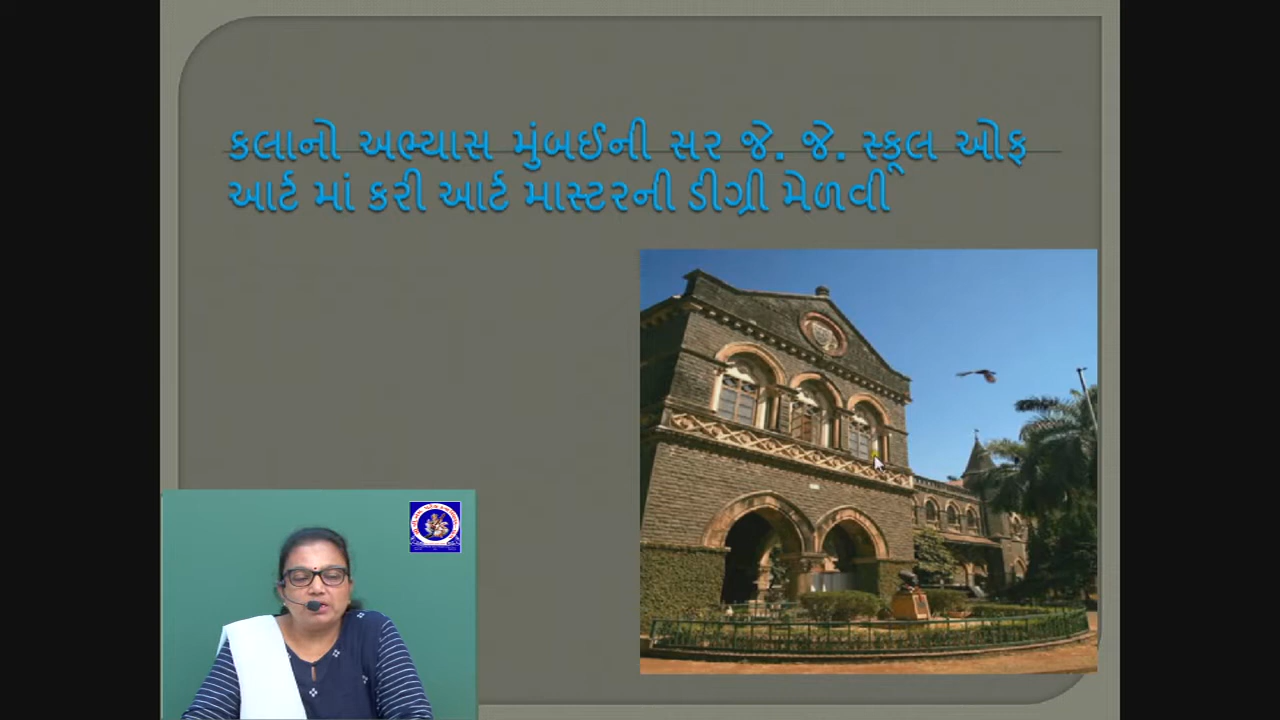 કલાનો અભ્યાસ મુંબઈની સર જે. જે. સ્કૂલ ઓફ
આર્ટ માં કરી આર્ટ માસ્ટરની ડીગ્રી મેળવી